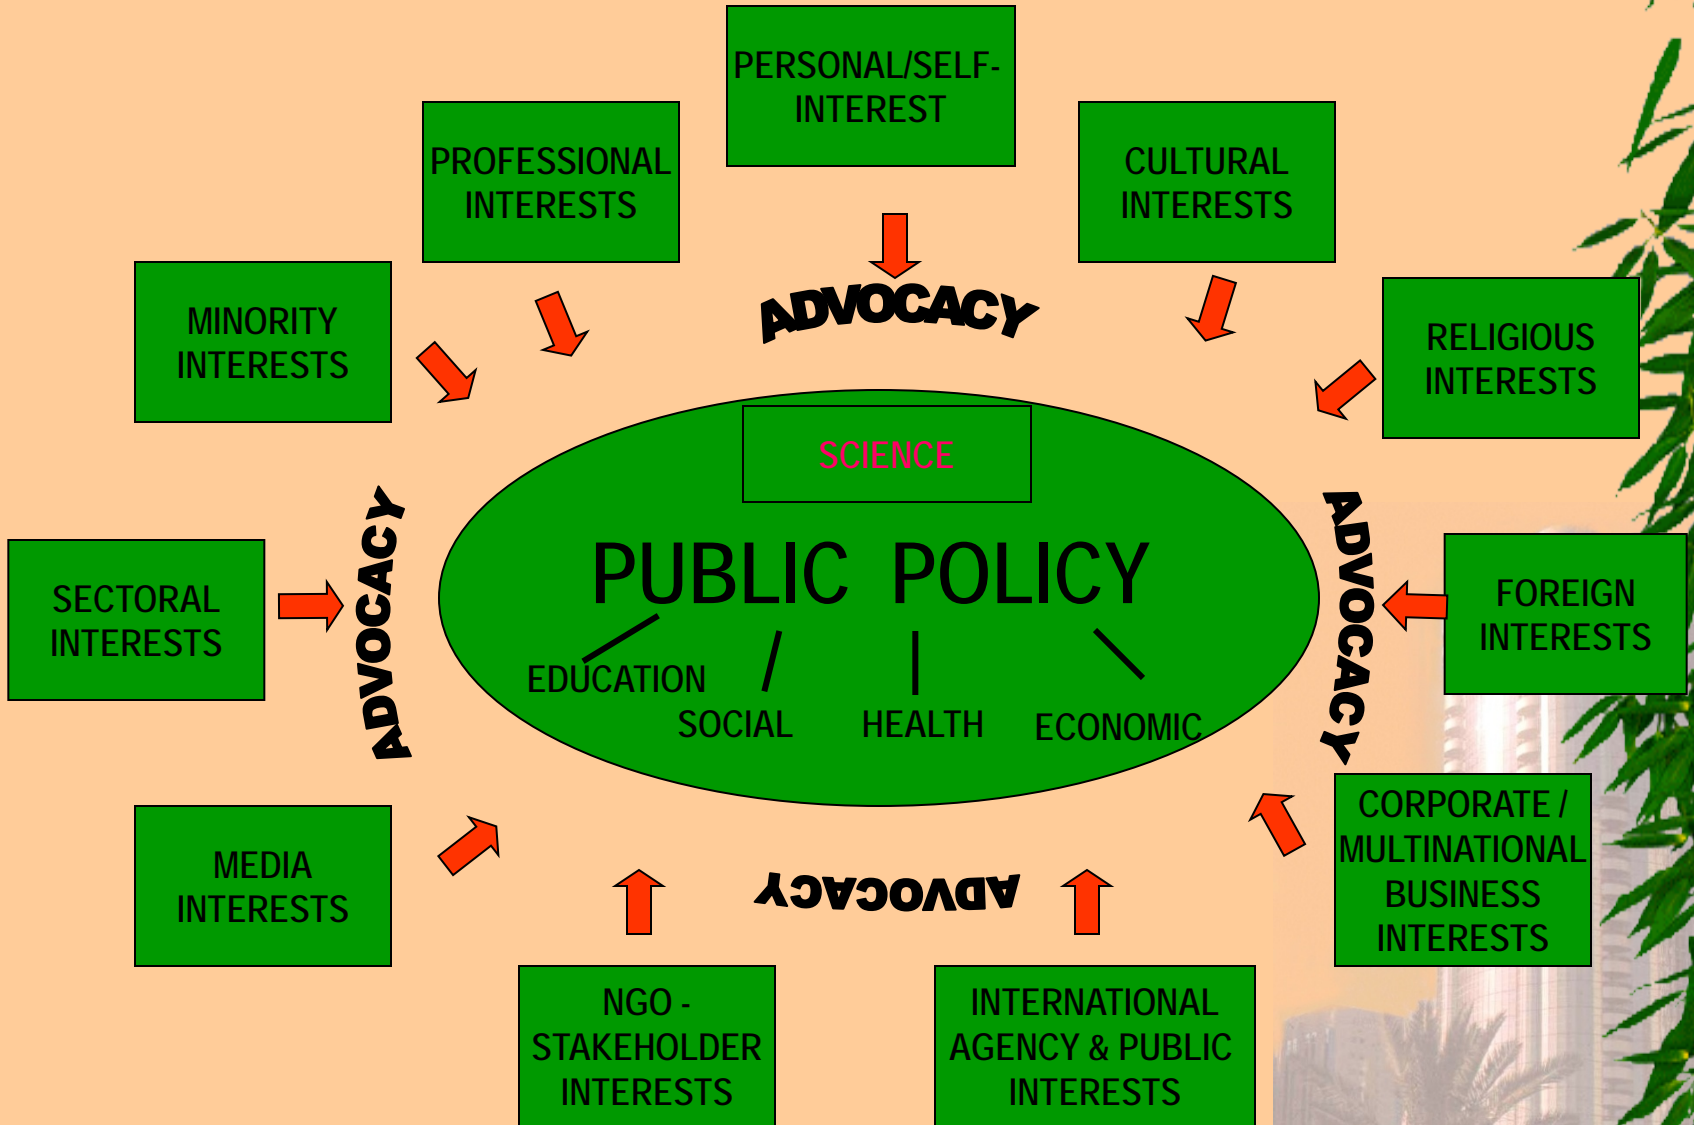 PERSONAL/SELF-
INTEREST
PROFESSIONAL
INTERESTS
CULTURAL
INTERESTS
MINORITY
INTERESTS
RELIGIOUS
INTERESTS
ADVOCACY
SCIENCE
PUBLIC POLICY
EDUCATION
SOCIAL
HEALTH
ECONOMIC
ADVOCACY
ADVOCACY
SECTORAL
INTERESTS
FOREIGN
INTERESTS
MEDIA
INTERESTS
CORPORATE /
MULTINATIONAL
BUSINESS
INTERESTS
ADVOCACY
NGO -
STAKEHOLDER
INTERESTS
INTERNATIONAL
AGENCY & PUBLIC
INTERESTS